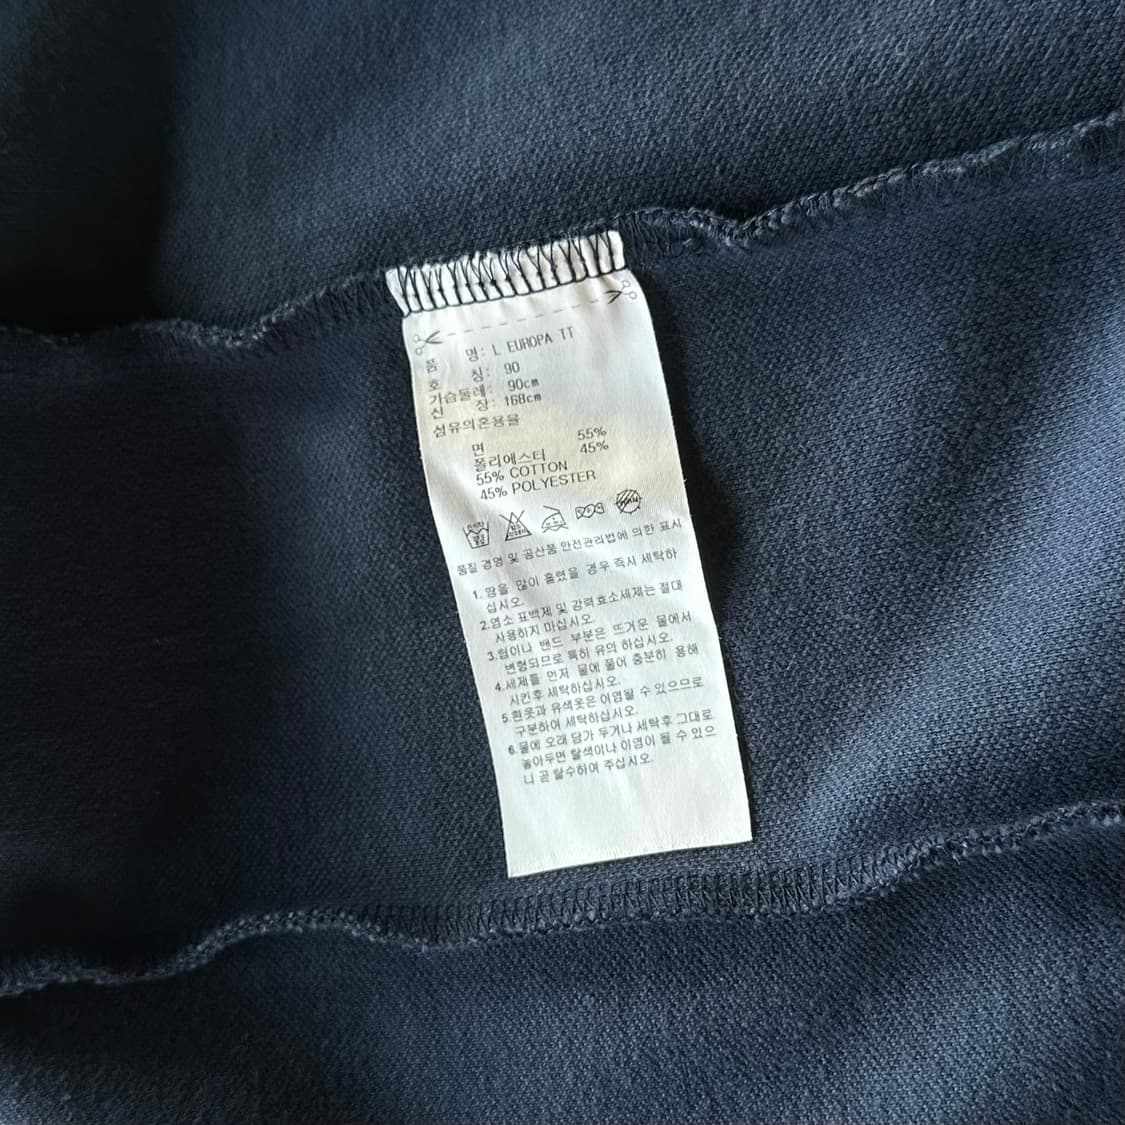 품 명: L EUROPA TT
호 칭: 90
가슴둘레: 90cm
신 장: 168cm
섬유의혼용율
면 55%
폴리에스터 45%
55% COTTON
45% POLYESTER
품질 경영 및 공산품 안전관리법에 의한 표시
1.땀을 많이 흘렸을 경우 즉시 세탁하
십시오.
2.염소 표백제 및 강력효소세제는 절대
사용하지 마십시오.
3.립이나 밴드 부분은 뜨거운 물에서
변형되므로 특히 유의 하십시오.
4.세제를 먼저 물에 풀어 충분히 용해
시킨후 세탁하십시오.
5.흰옷과 유색옷은 이염될 수 있으므로
구분하여 세탁하십시오.
6.물에 오래 담가 두거나 세탁후 그대로
놓아두면 탈색이나 이염이 될 수 있으
니 곧 탈수하여 주십시오.